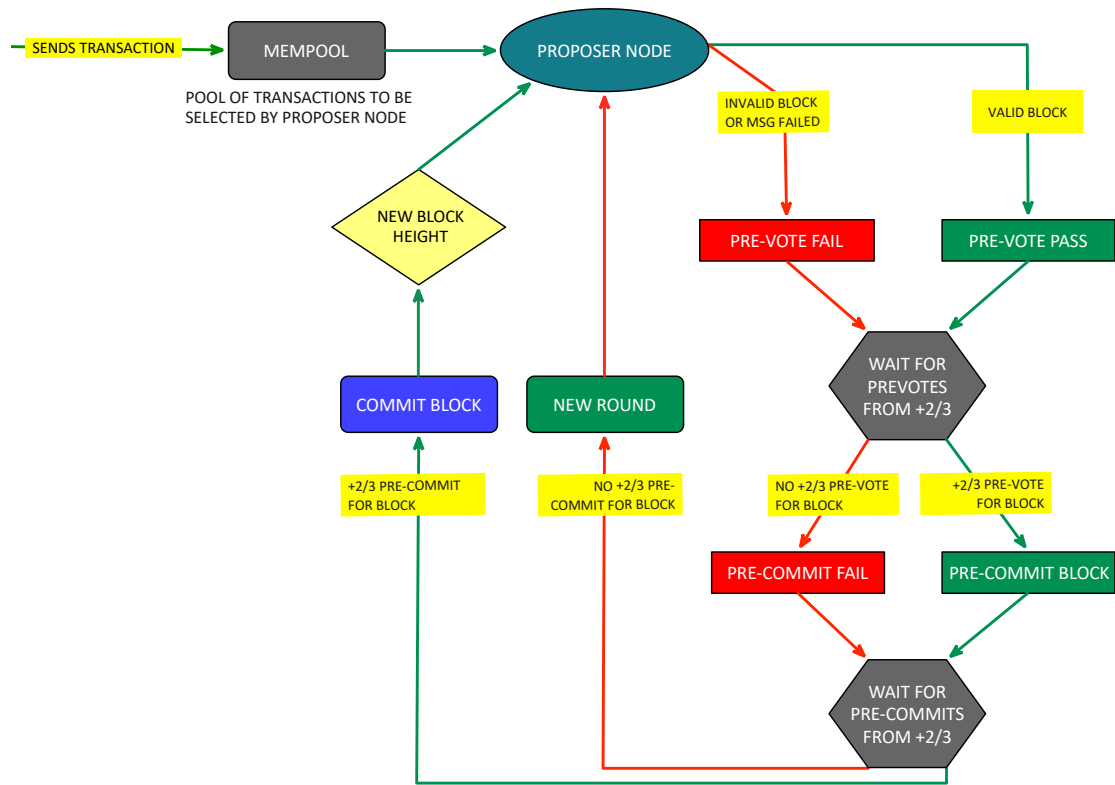 SENDS TRANSACTION
MEMPOOL
PROPOSER NODE
POOL OF TRANSACTIONS TO BE
SELECTED BY PROPOSER NODE
INVALID BLOCK
OR MSG FAILED
VALID BLOCK
NEW BLOCK
HEIGHT
PRE-VOTE FAIL
PRE-VOTE PASS
WAIT FOR
PREVOTES
FROM +2/3
COMMIT BLOCK
NEW ROUND
+2/3 PRE-COMMIT
FOR BLOCK
NO +2/3 PRE-
COMMIT FOR BLOCK
NO +2/3 PRE-VOTE
FOR BLOCK
+2/3 PRE-VOTE
FOR BLOCK
PRE-COMMIT FAIL
PRE-COMMIT BLOCK
WAIT FOR
PRE-COMMITS
FROM +2/3